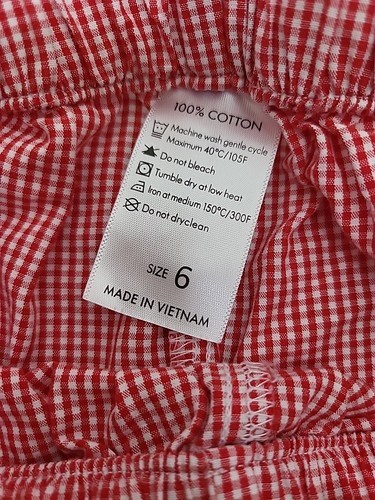 100% COTTON
Machine wash gentle cycle
Maximum 40°C/105F
Do not bleach
Tumble dry at low heat
Iron at medium 150°C/300F
Do not dryclean
SIZE 6
MADE IN VIETNAM